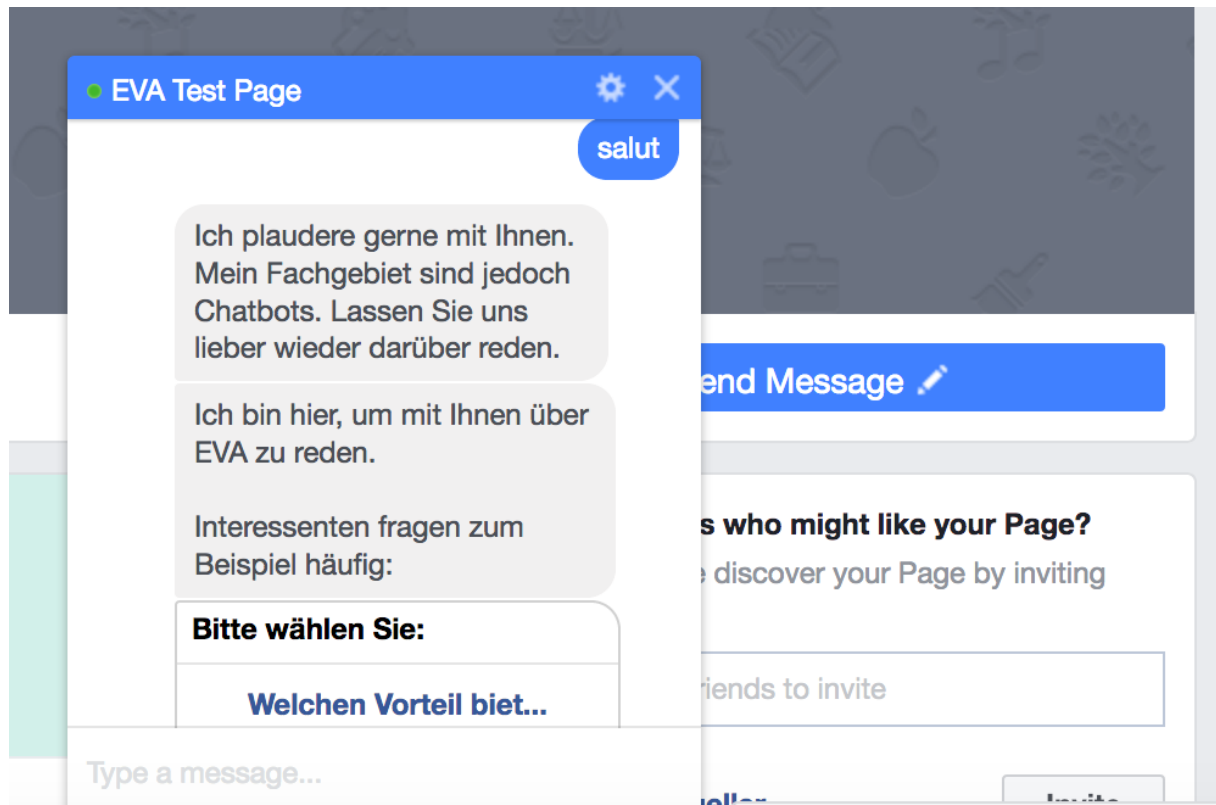 EVA Test Page
salut
Ich plaudere gerne mit Ihnen.
Mein Fachgebiet sind jedoch
Chatbots. Lassen Sie uns
lieber wieder darüber reden.
Ich bin hier, um mit Ihnen über
EVA zu reden.
Interessenten fragen zum
Beispiel häufig:
Bitte wählen Sie:
Welchen Vorteil biet...
Type a message...
end Message
s who might like your Page?
discover your Page by inviting
riends to invite
Invite